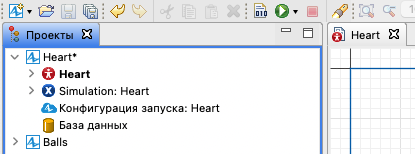 Проекты
Heart
Heart*
Heart
Simulation: Heart
Конфигурация запуска: Heart
База данных
Balls